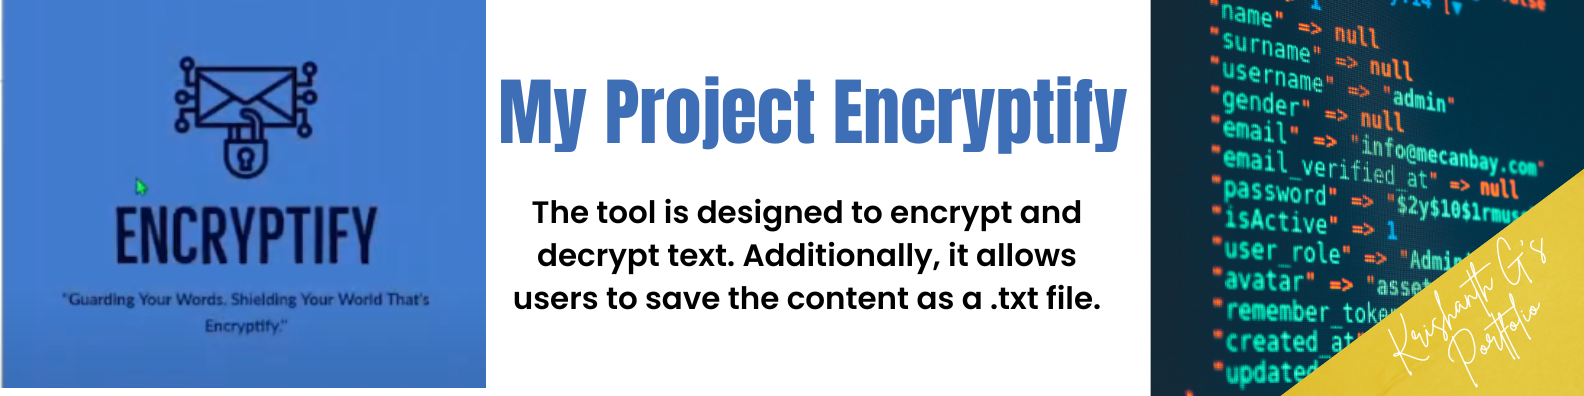 ENCRYPTIFY
"Guarding Your Words, Shielding Your World That's
Encryptify."
My Project Encryptify
The tool is designed to encrypt and
decrypt text. Additionally, it allows
users to save the content as a .txt file.
"name" => null
"surname" => null
"username" => "admin"
"gender" => null
"email" => "info@mecanbay.com"
"email_verified_at" => null
"password" => "$2y$10$1rmus
"isActive" => 1
"user_role" => "Admin
"avatar" => "asset
"remember_toke
"created_at"
"updated_
Krishanth G's
Portfolio